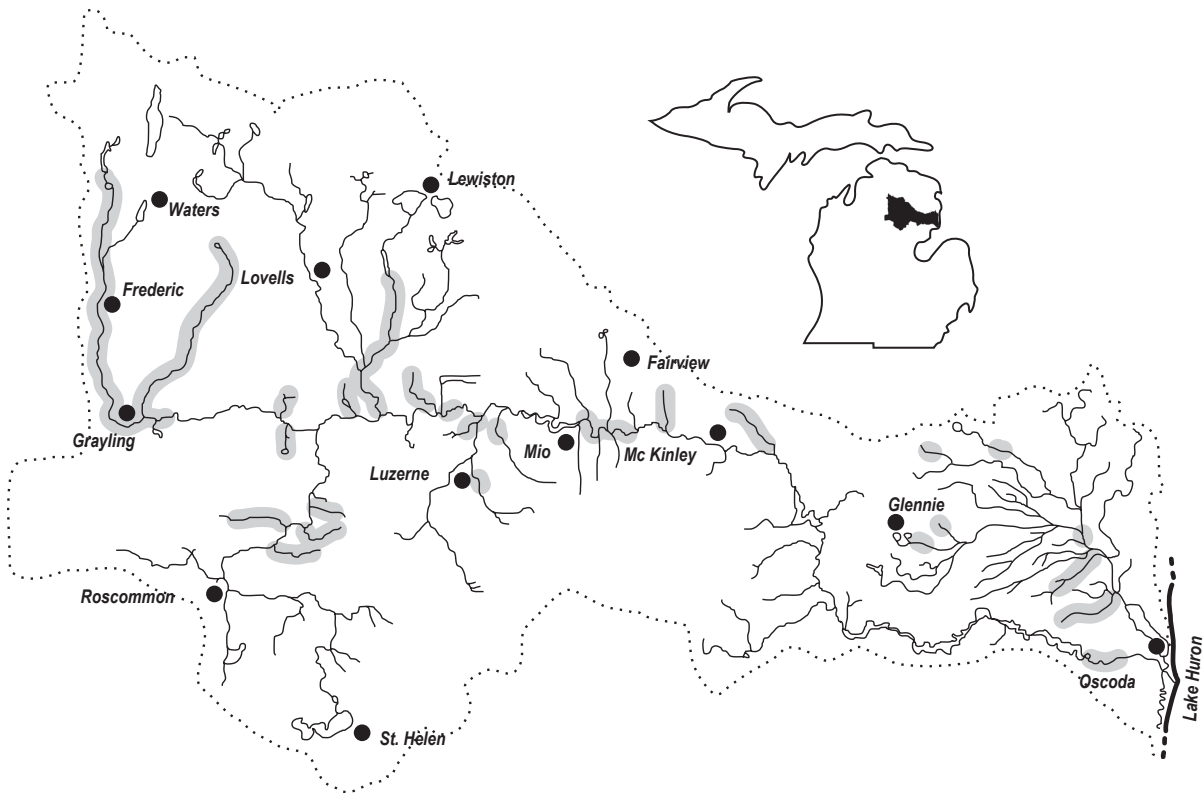 Lewiston
Waters
Lovells
Frederic
Fairview
Grayling
Mio
Mc Kinley
Luzerne
Glennie
Roscommon
Oscoda
Lake Huron
St. Helen